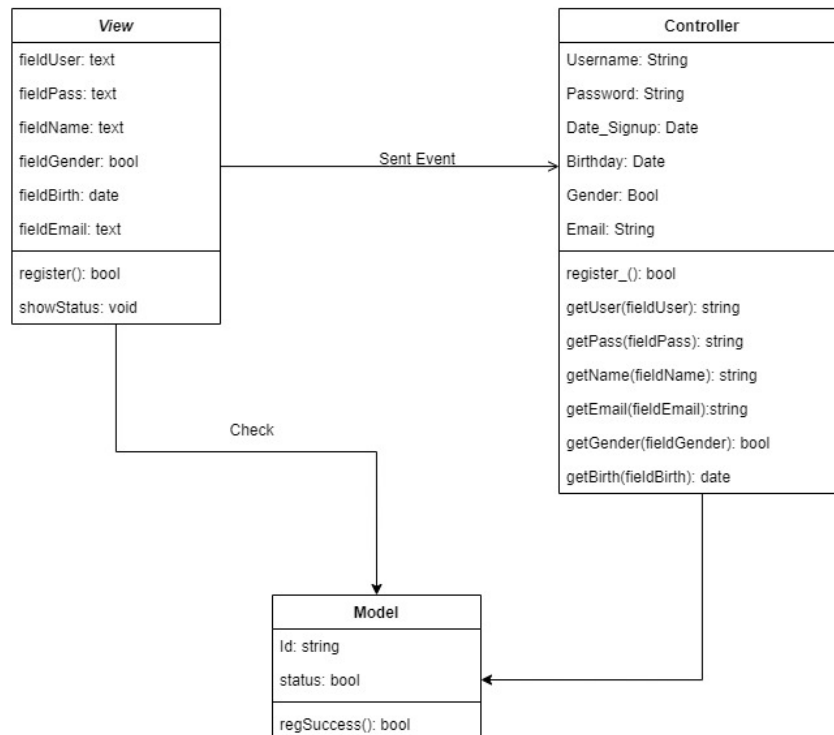 View
fieldUser: text
fieldPass: text
fieldName: text
fieldGender: bool
fieldBirth: date
fieldEmail: text
register(): bool
showStatus: void
Sent Event
Controller
Username: String
Password: String
Date_Signup: Date
Birthday: Date
Gender: Bool
Email: String
register_(): bool
getUser(fieldUser): string
getPass(fieldPass): string
getName(fieldName): string
getEmail(fieldEmail):string
getGender(fieldGender): bool
getBirth(fieldBirth): date
Check
Model
Id: string
status: bool
regSuccess(): bool